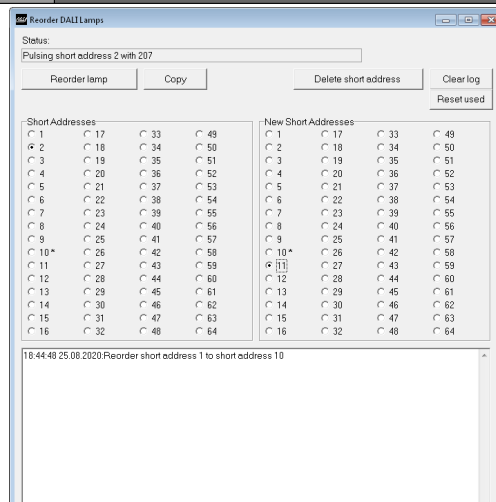 DALI Reorder DALI Lamps
Status:
Pulsing short address 2 with 207
Reorder lamp Copy Delete short address Clear log
Reset used
Short Addresses New Short Addresses
1 17 33 49 1 17 33 49
2 18 34 50 2 18 34 50
3 19 35 51 3 19 35 51
4 20 36 52 4 20 36 52
5 21 37 53 5 21 37 53
6 22 38 54 6 22 38 54
7 23 39 55 7 23 39 55
8 24 40 56 8 24 40 56
9 25 41 57 9 25 41 57
10* 26 42 58 10* 26 42 58
11 27 43 59 11 27 43 59
12 28 44 60 12 28 44 60
13 29 45 61 13 29 45 61
14 30 46 62 14 30 46 62
15 31 47 63 15 31 47 63
16 32 48 64 16 32 48 64
18:44:48 25.08.2020:Reorder short address 1 to short address 10